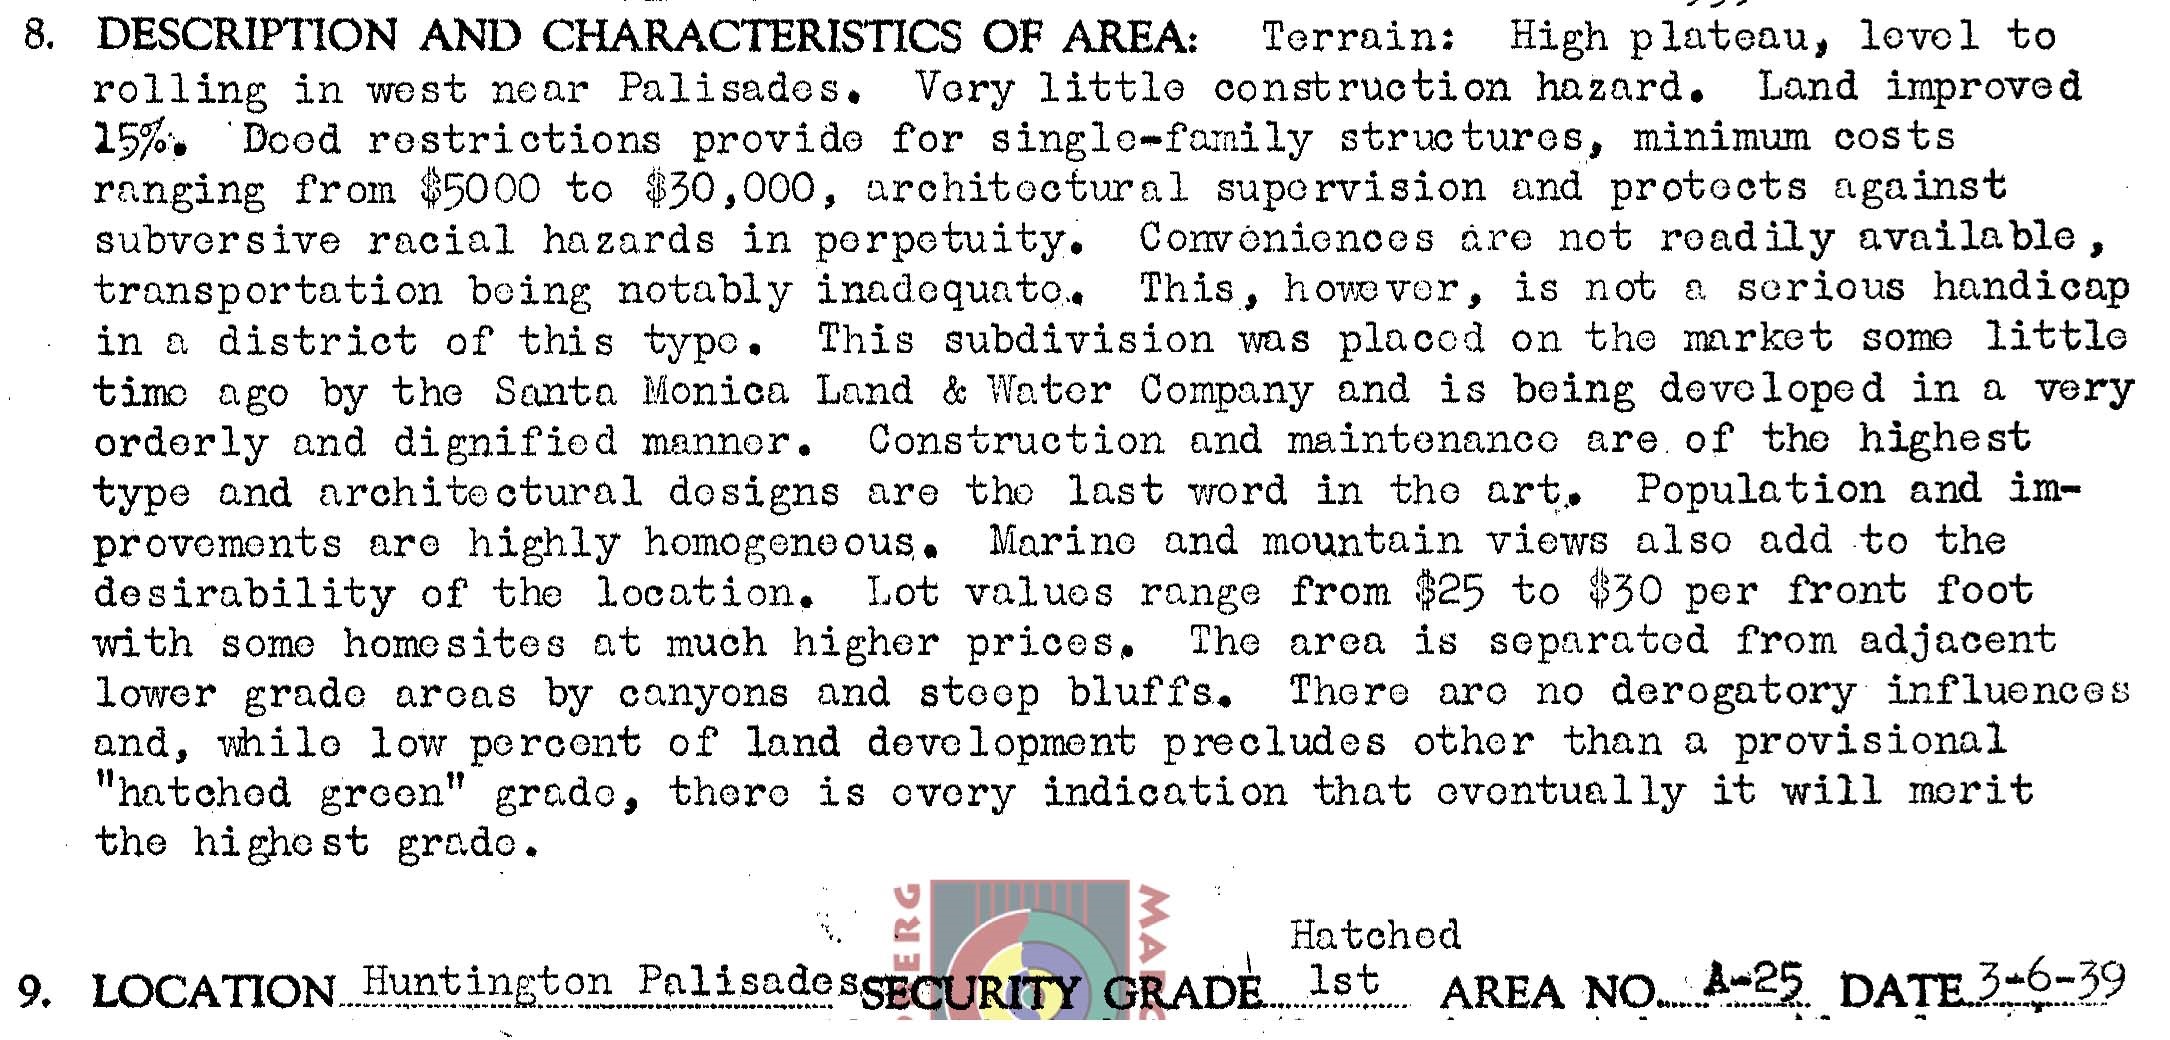 8. DESCRIPTION AND CHARACTERISTICS OF AREA: Terrain: High plateau, level to
rolling in west near Palisades. Very little construction hazard. Land improved
15%. Deed restrictions provide for single-family structures, minimum costs
ranging from $5000 to $30,000, architectural supervision and protects against
subversive racial hazards in perpetuity. Conveniences are not readily available,
transportation being notably inadequate. This, however, is not a serious handicap
in a district of this type. This subdivision was placed on the market some little
time ago by the Santa Monica Land & Water Company and is being developed in a very
orderly and dignified manner. Construction and maintenance are of the highest
type and architectural designs are the last word in the art. Population and im-
provements are highly homogeneous. Marine and mountain views also add to the
desirability of the location. Lot values range from $25 to $30 per front foot
with some homesites at much higher prices. The area is separated from adjacent
lower grade areas by canyons and steep bluffs. There are no derogatory influences
and, while low percent of land development precludes other than a provisional
"hatched green" grade, there is every indication that eventually it will merit
the highest grade.
Hatched
9. LOCATION Huntington Palisades SECURITY GRADE 1st AREA NO. A-25 DATE 3-6-39